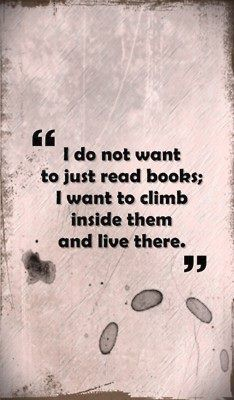 “ I do not want
to just read books;
I want to climb
inside them
and live there. ”